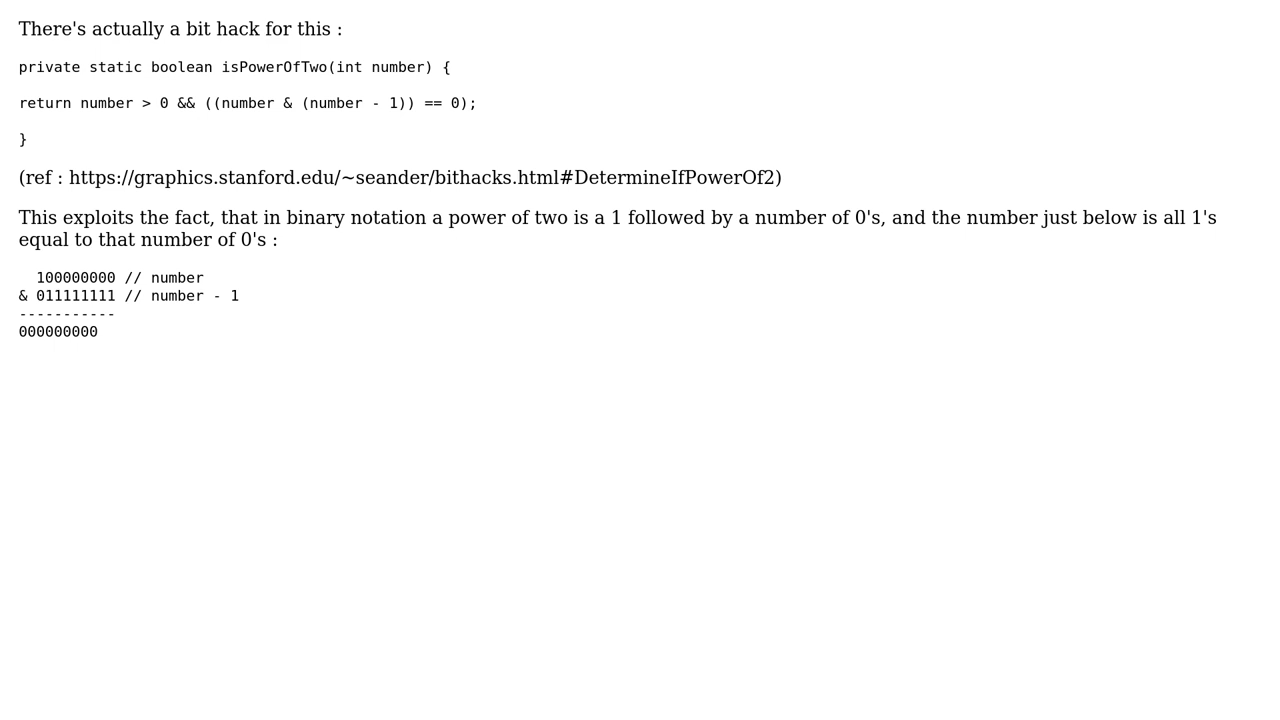 There's actually a bit hack for this :
private static boolean isPowerOfTwo(int number) {
return number > 0 && ((number & (number - 1)) == 0);
}
(ref : https://graphics.stanford.edu/~seander/bithacks.html#DetermineIfPowerOf2)
This exploits the fact, that in binary notation a power of two is a 1 followed by a number of 0's, and the number just below is all 1's
equal to that number of 0's :
  100000000 // number
& 011111111 // number - 1
-----------
000000000